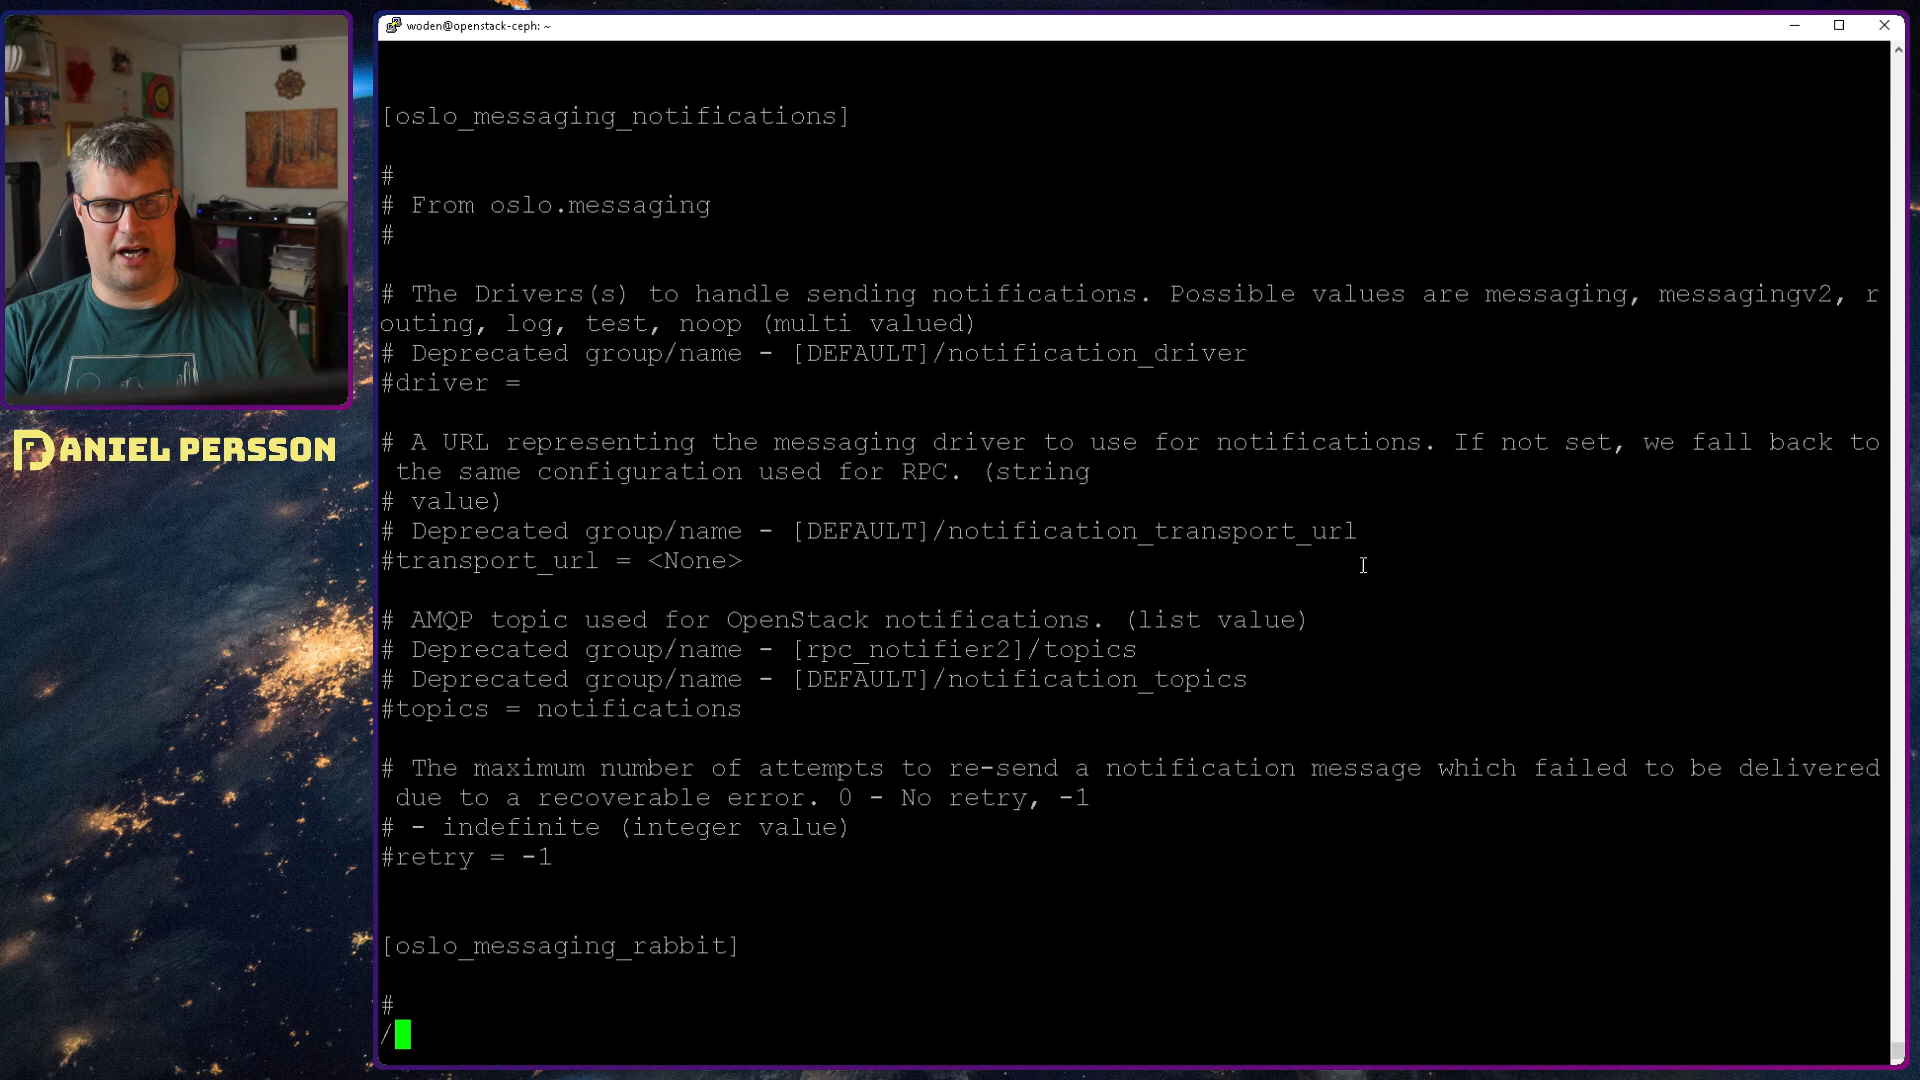 woden@openstack-ceph: ~
[oslo_messaging_notifications]
#
# From oslo.messaging
#
# The Drivers(s) to handle sending notifications. Possible values are messaging, messagingv2, r
outing, log, test, noop (multi valued)
# Deprecated group/name - [DEFAULT]/notification_driver
#driver =
# A URL representing the messaging driver to use for notifications. If not set, we fall back to
the same configuration used for RPC. (string
# value)
# Deprecated group/name - [DEFAULT]/notification_transport_url
#transport_url = <None>
# AMQP topic used for OpenStack notifications. (list value)
# Deprecated group/name - [rpc_notifier2]/topics
# Deprecated group/name - [DEFAULT]/notification_topics
#topics = notifications
# The maximum number of attempts to re-send a notification message which failed to be delivered
due to a recoverable error. 0 - No retry, -1
# - indefinite (integer value)
#retry = -1
[oslo_messaging_rabbit]
#
/
DANIEL PERSSON